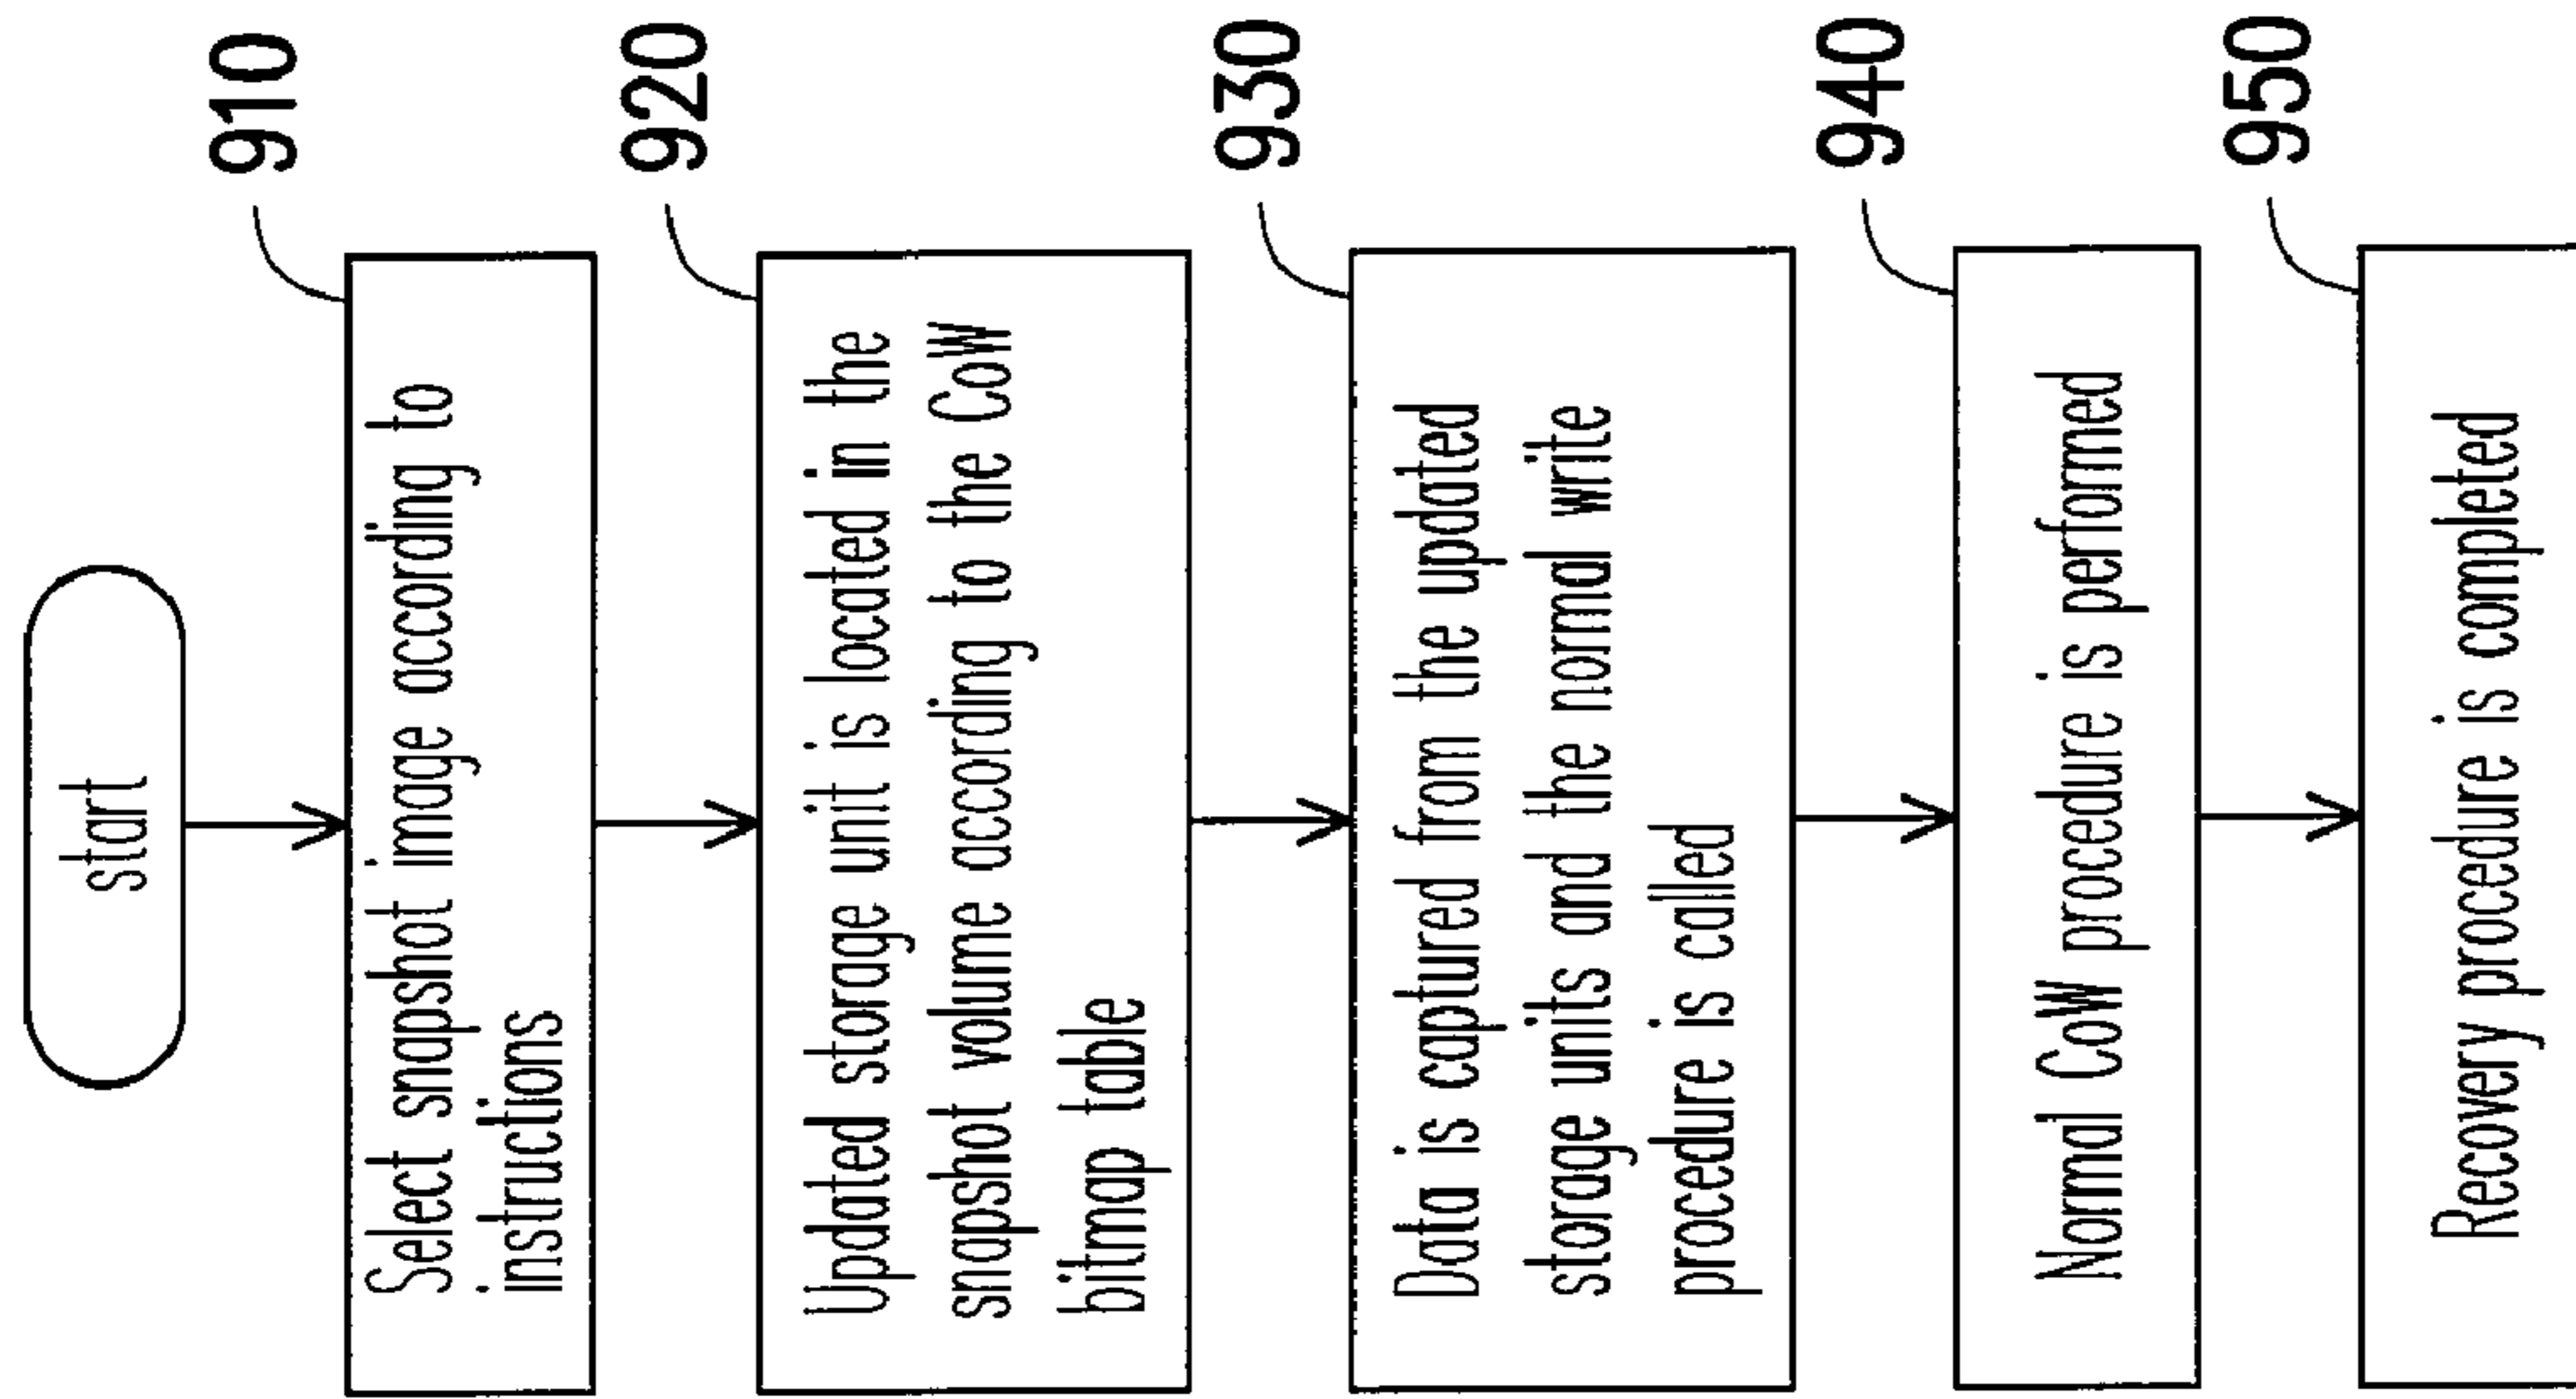 start
910
Select snapshot image according to
instructions
920
Updated storage unit is located in the
snapshot volume according to the CoW
bitmap table
930
Data is captured from the updated
storage units and the normal write
procedure is called
940
Normal CoW procedure is performed
950
Recovery procedure is completed